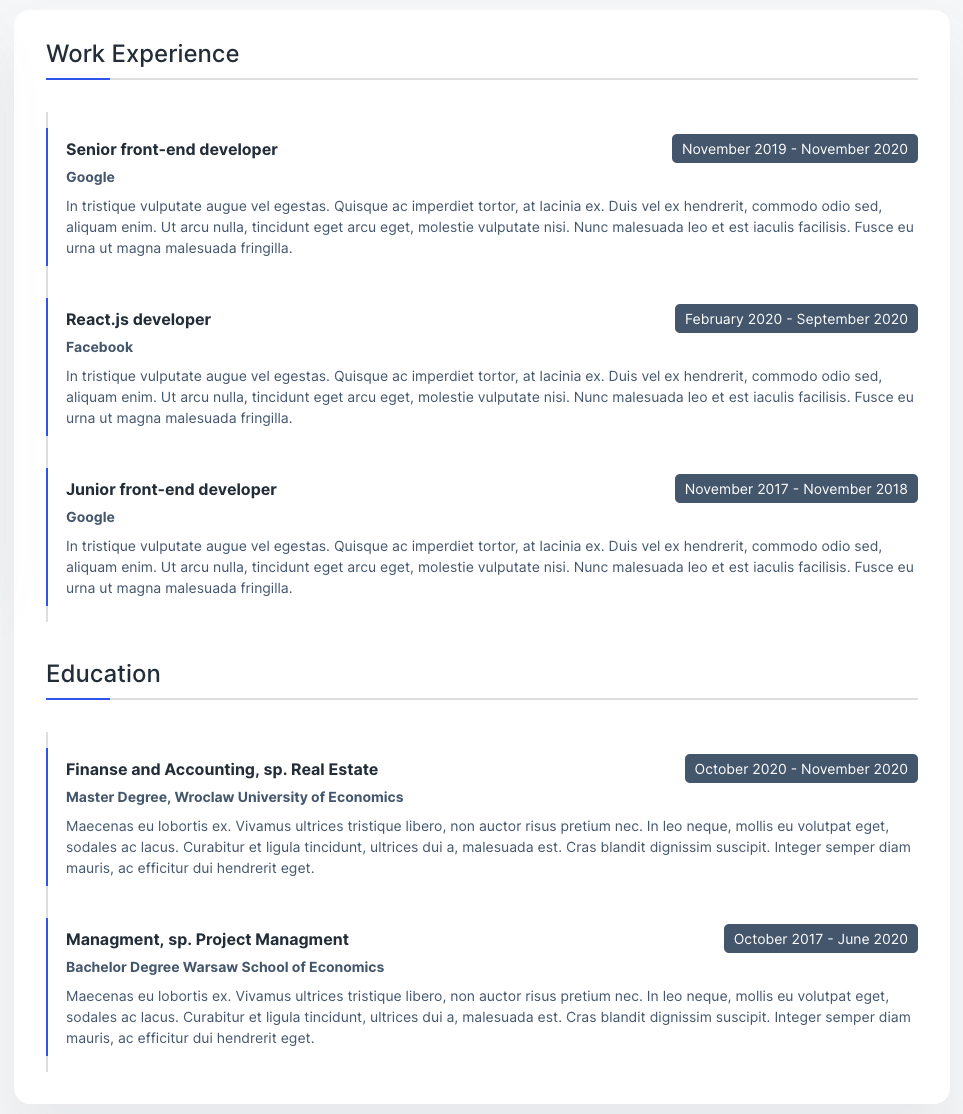 Work Experience
Senior front-end developer
November 2019 - November 2020
Google
In tristique vulputate augue vel egestas. Quisque ac imperdiet tortor, at lacinia ex. Duis vel ex hendrerit, commodo odio sed,
aliquam enim. Ut arcu nulla, tincidunt eget arcu eget, molestie vulputate nisi. Nunc malesuada leo et est iaculis facilisis. Fusce eu
urna ut magna malesuada fringilla.
React.js developer
February 2020 - September 2020
Facebook
In tristique vulputate augue vel egestas. Quisque ac imperdiet tortor, at lacinia ex. Duis vel ex hendrerit, commodo odio sed,
aliquam enim. Ut arcu nulla, tincidunt eget arcu eget, molestie vulputate nisi. Nunc malesuada leo et est iaculis facilisis. Fusce eu
urna ut magna malesuada fringilla.
Junior front-end developer
November 2017 - November 2018
Google
In tristique vulputate augue vel egestas. Quisque ac imperdiet tortor, at lacinia ex. Duis vel ex hendrerit, commodo odio sed,
aliquam enim. Ut arcu nulla, tincidunt eget arcu eget, molestie vulputate nisi. Nunc malesuada leo et est iaculis facilisis. Fusce eu
urna ut magna malesuada fringilla.
Education
Finanse and Accounting, sp. Real Estate
October 2020 - November 2020
Master Degree, Wroclaw University of Economics
Maecenas eu lobortis ex. Vivamus ultrices tristique libero, non auctor risus pretium nec. In leo neque, mollis eu volutpat eget,
sodales ac lacus. Curabitur et ligula tincidunt, ultrices dui a, malesuada est. Cras blandit dignissim suscipit. Integer semper diam
mauris, ac efficitur dui hendrerit eget.
Managment, sp. Project Managment
October 2017 - June 2020
Bachelor Degree Warsaw School of Economics
Maecenas eu lobortis ex. Vivamus ultrices tristique libero, non auctor risus pretium nec. In leo neque, mollis eu volutpat eget,
sodales ac lacus. Curabitur et ligula tincidunt, ultrices dui a, malesuada est. Cras blandit dignissim suscipit. Integer semper diam
mauris, ac efficitur dui hendrerit eget.